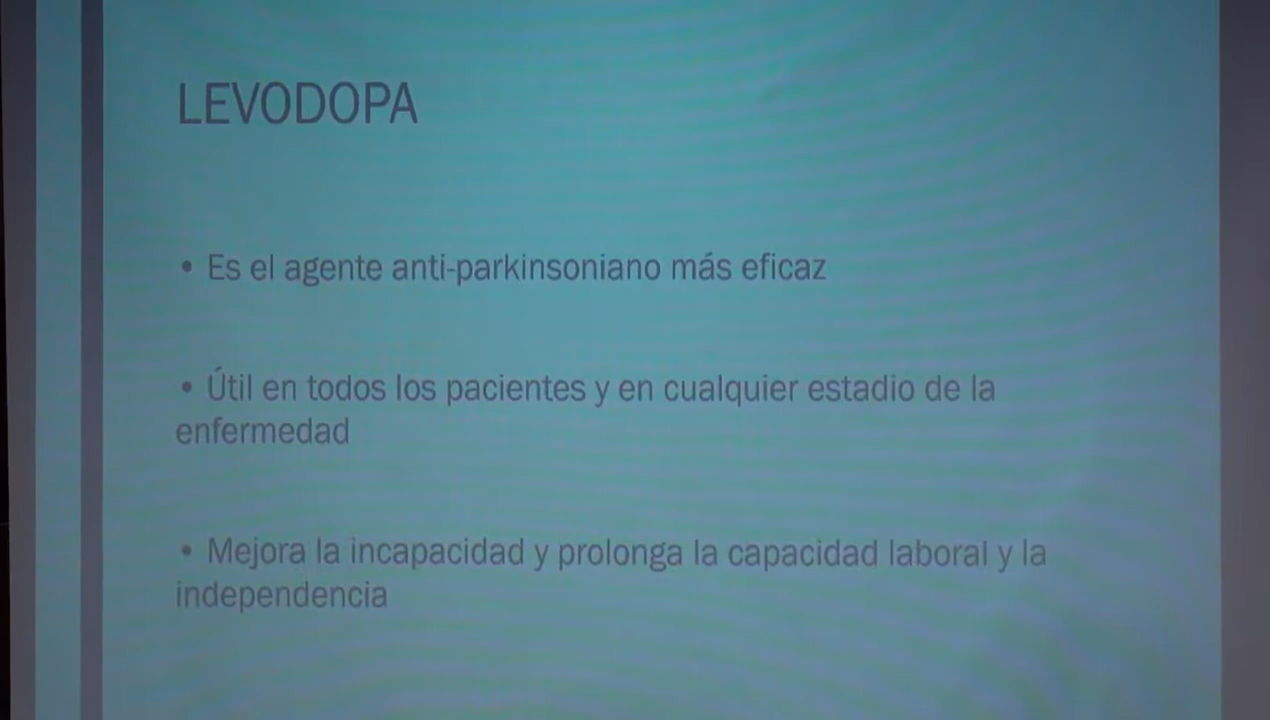 LEVODOPA
• Es el agente anti-parkinsoniano más eficaz
• Útil en todos los pacientes y en cualquier estadio de la
enfermedad
• Mejora la incapacidad y prolonga la capacidad laboral y la
independencia